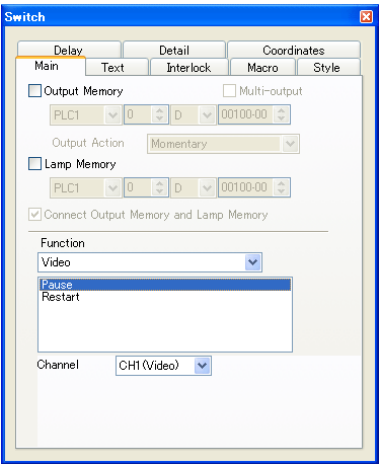 Switch
Delay Detail Coordinates
Main Text Interlock Macro Style
Output Memory Multi-output
PLC1 0 D 00100-00
Output Action Momentary
Lamp Memory
PLC1 0 D 00100-00
Connect Output Memory and Lamp Memory
Function
Video
Pause
Restart
Channel CH1(Video)